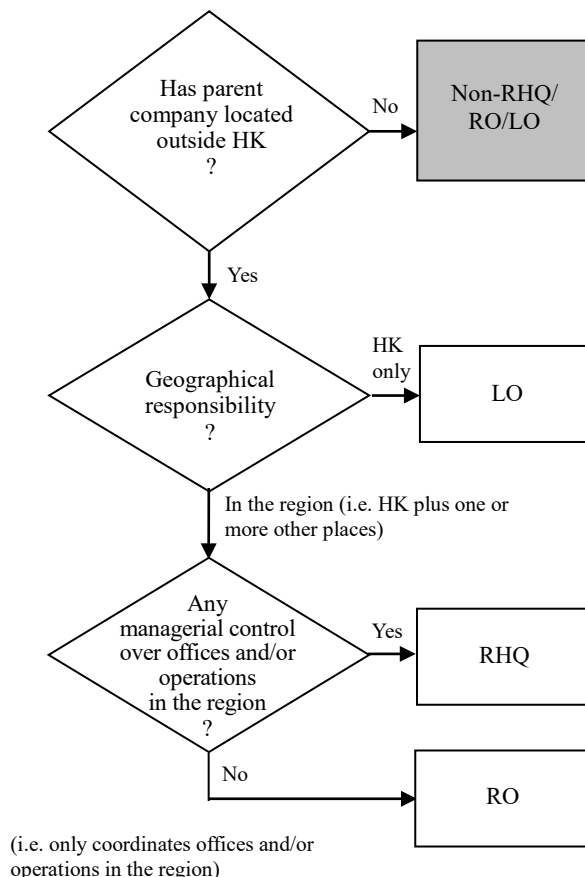 Has parent
company located
outside HK
?
No
Non-RHQ/
RO/LO
Yes
Geographical
responsibility
?
HK
only
LO
In the region (i.e. HK plus one or
more other places)
Any
managerial control
over offices and/or
operations
in the region
?
Yes
RHQ
No
RO
(i.e. only coordinates offices and/or
operations in the region)